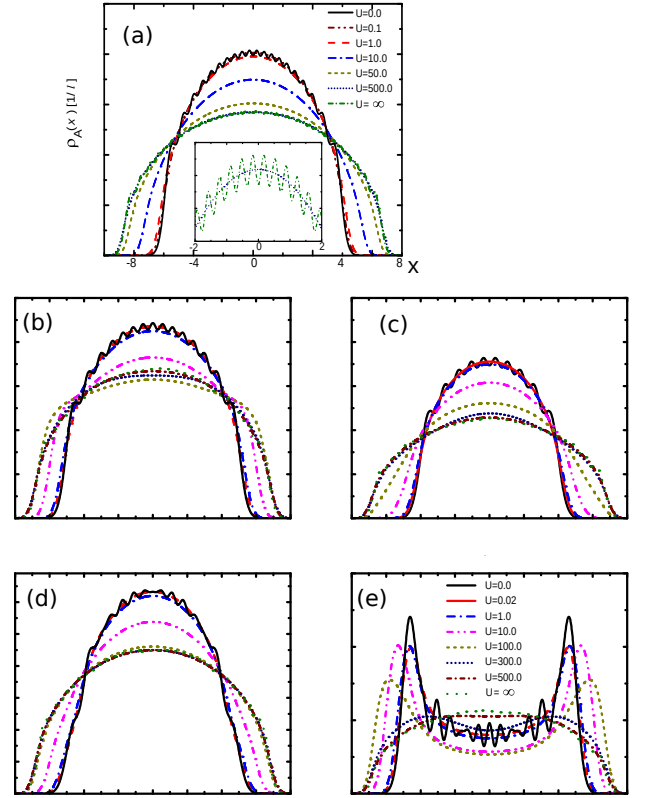 (a)
U=0.0
U=0.1
U=1.0
U=10.0
U=50.0
U=500.0
U= ∞
ρA(x) [1/l]
-2 0 2
-8 -4 0 4 8 X
(b)
(c)
(d)
(e)
U=0.0
U=0.02
U=1.0
U=10.0
U=100.0
U=300.0
U=500.0
U= ∞